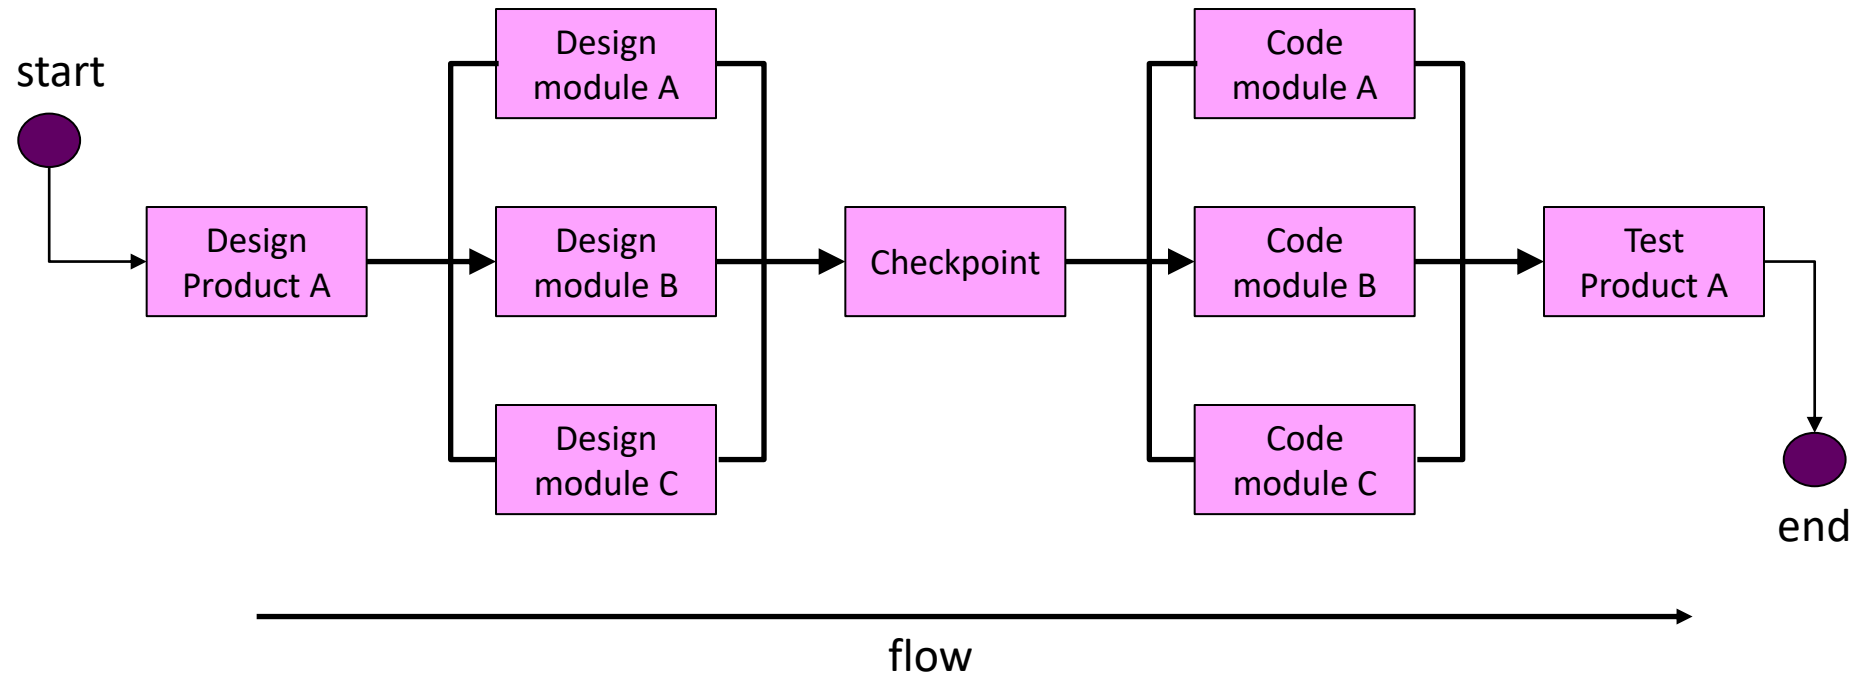 start
Design
Product A
Design
module A
Design
module B
Design
module C
Checkpoint
Code
module A
Code
module B
Code
module C
Test
Product A
end
flow